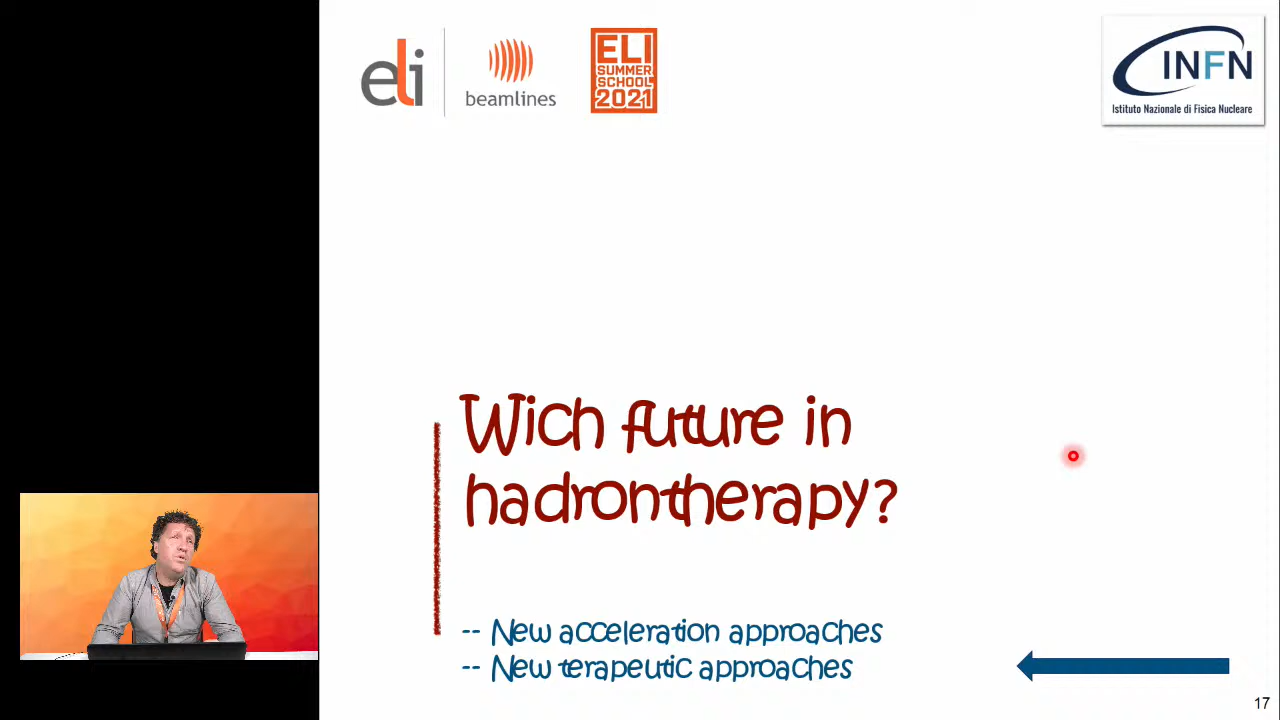 eli
beamlines
ELI
SUMMER
SCHOOL
2021
INFN
Istituto Nazionale di Fisica Nucleare
Wich future in
hadrontherapy?
-- New acceleration approaches
-- New terapeutic approaches
17